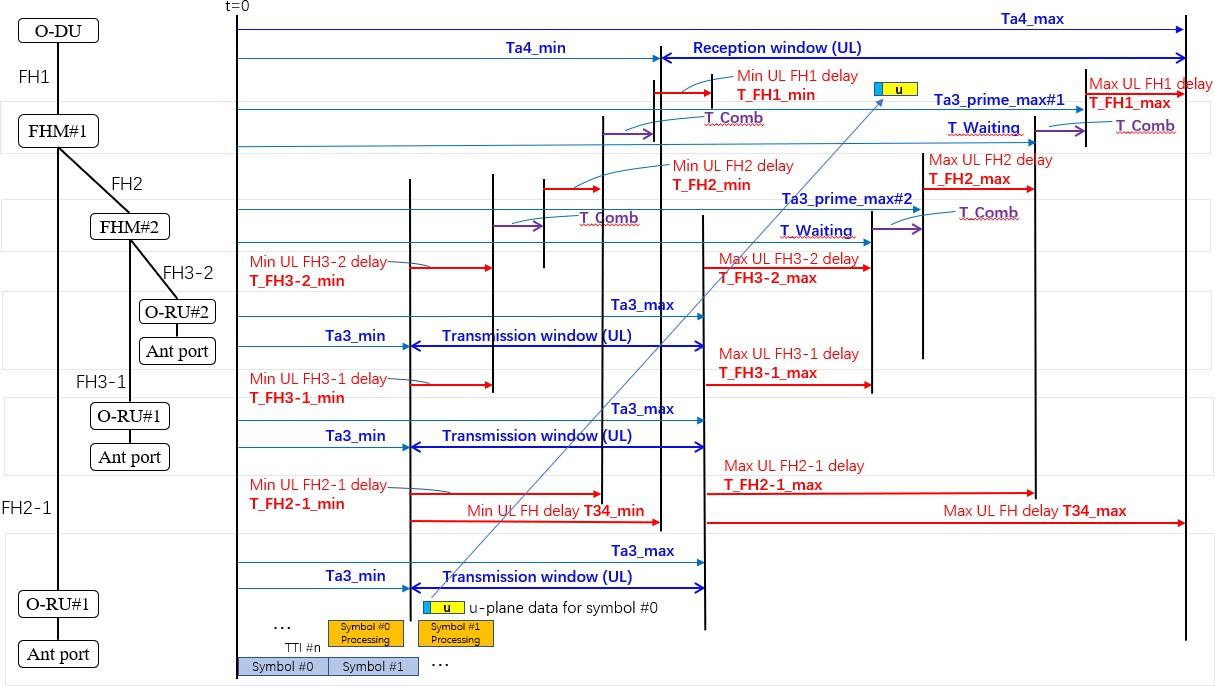 t=0
O-DU
Ta4_max
Ta4_min
Reception window (UL)
FH1
Min UL FH1 delay
T_FH1_min
u
Max UL FH1 delay
T_FH1_max
Ta3_prime_max#1
FHM#1
T_Comb
T_Waiting
T_Comb
FH2
Min UL FH2 delay
T_FH2_min
Max UL FH2 delay
T_FH2_max
Ta3_prime_max#2
FHM#2
T_Comb
T_Waiting
T_Comb
FH3-2
Min UL FH3-2 delay
T_FH3-2_min
Max UL FH3-2 delay
T_FH3-2_max
O-RU#2
Ta3_max
Ant port
Ta3_min
Transmission window (UL)
FH3-1
Min UL FH3-1 delay
T_FH3-1_min
Max UL FH3-1 delay
T_FH3-1_max
O-RU#1
Ta3_max
Ant port
Ta3_min
Transmission window (UL)
FH2-1
Min UL FH2-1 delay
T_FH2-1_min
Max UL FH2-1 delay
T_FH2-1_max
Min UL FH delay T34_min
Max UL FH delay T34_max
Ta3_max
Ta3_min
Transmission window (UL)
O-RU#1
u
u-plane data for symbol #0
...
Symbol #0
Processing
Symbol #1
Processing
TTI #n
Ant port
Symbol #0
Symbol #1
...